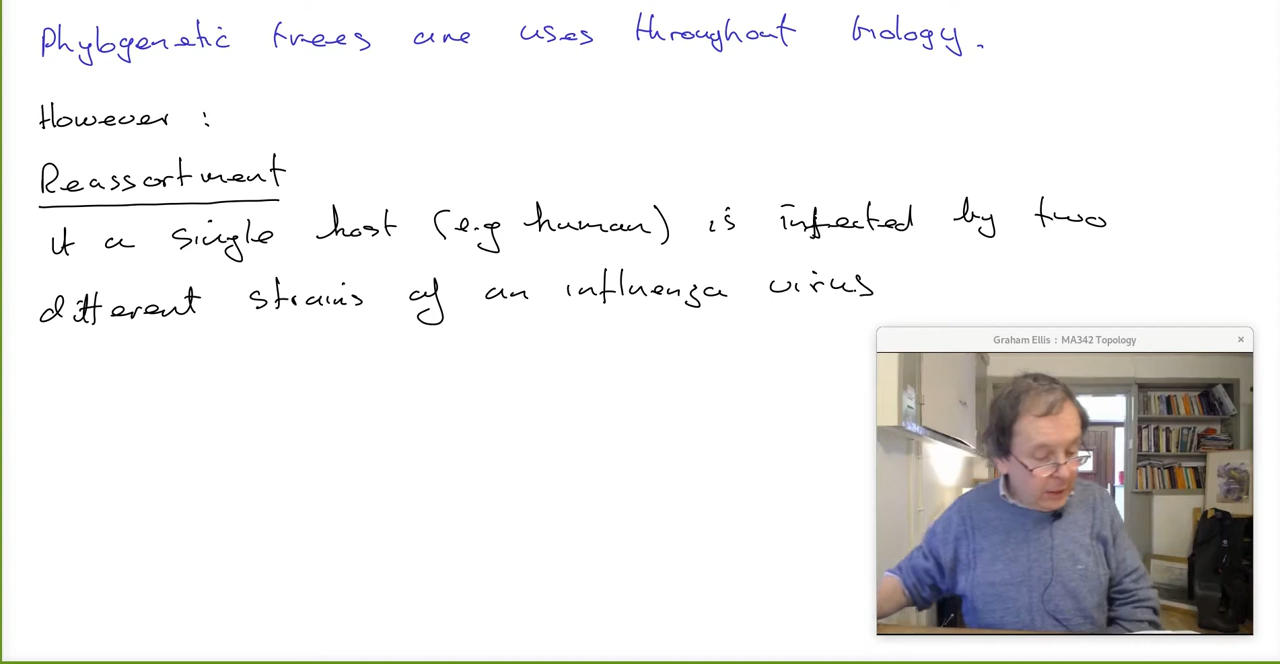 Phylogenetic trees are uses throughout biology.
However :
Reassortment
if a single host (e.g human) is infected by two
different strains of an influenza virus
Graham Ellis : MA342 Topology